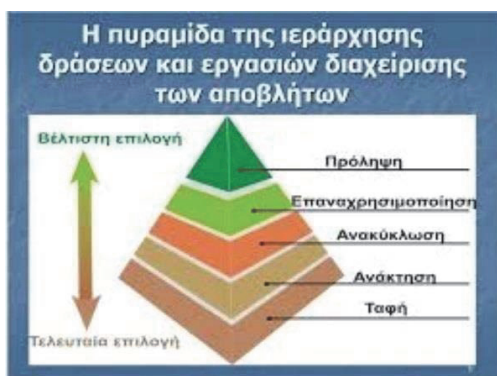 Η πυραμίδα της ιεράρχησης
δράσεων και εργασιών διαχείρισης
των αποβλήτων
Βέλτιστη επιλογή
Πρόληψη
Επαναχρησιμοποίηση
Ανακύκλωση
Ανάκτηση
Ταφή
Τελευταία επιλογή